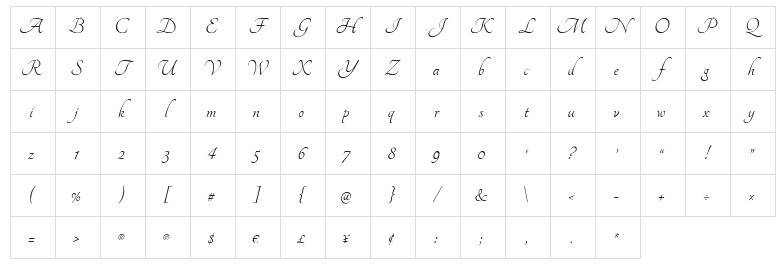 A B C D E F G H I J K L M N O P Q
R S T U V W X Y Z a b c d e f g h
i j k l m n o p q r s t u v w x y
z 1 2 3 4 5 6 7 8 9 0 ‘ ? ’ “ ! ”
( % ) [ # ] { @ } / & \ < - + ÷ ×
= > ® © $ € £ ¥ ¢ : ; , . *